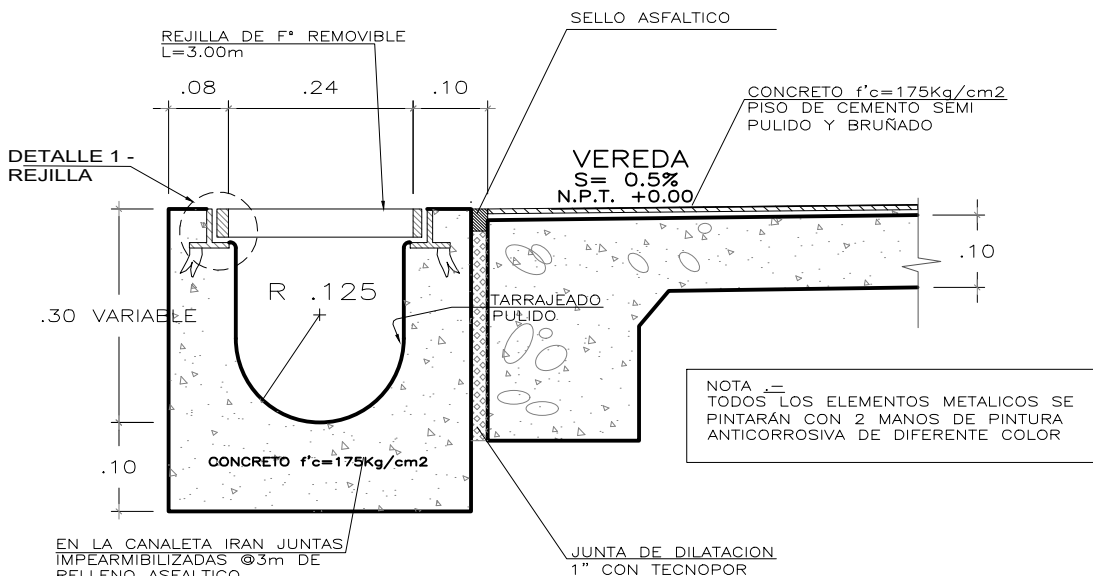 SELLO ASFALTICO
REJILLA DE Fº REMOVIBLE
L=3.00m
.08
.24
.10
CONCRETO f'c=175Kg/cm2
PISO DE CEMENTO SEMI
PULIDO Y BRUÑADO
DETALLE 1 -
REJILLA
VEREDA
S= 0.5%
N.P.T. +0.00
.10
R .125
.30 VARIABLE
TARRAJEADO
PULIDO
NOTA .-
TODOS LOS ELEMENTOS METALICOS SE
PINTARÁN CON 2 MANOS DE PINTURA
ANTICORROSIVA DE DIFERENTE COLOR
.10
CONCRETO f'c=175Kg/cm2
EN LA CANALETA IRAN JUNTAS
IMPEARMIBILIZADAS @3m DE
RELLENO ASFALTICO
JUNTA DE DILATACION
1" CON TECNOPOR